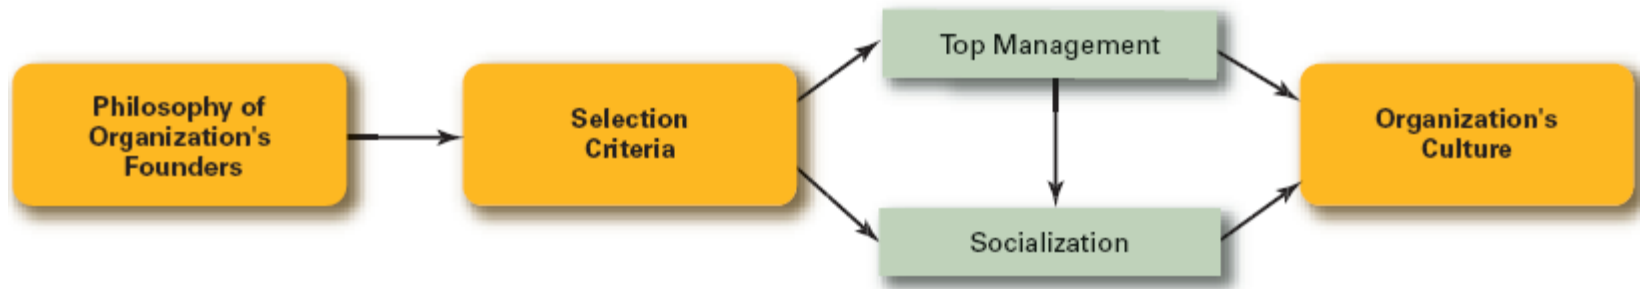 Philosophy of
Organization's
Founders
Selection
Criteria
Top Management
Socialization
Organization's
Culture